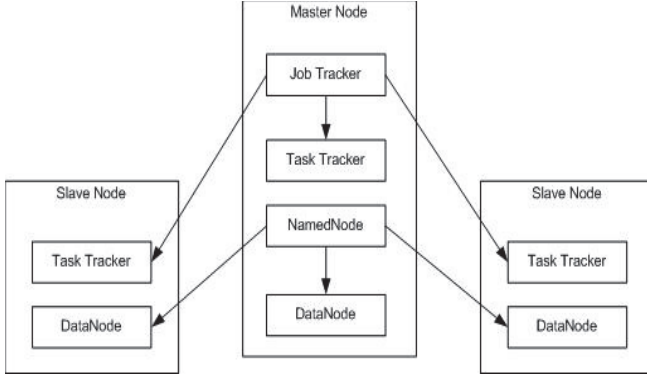 Master Node
Job Tracker
Task Tracker
NamedNode
DataNode
Slave Node
Task Tracker
DataNode
Slave Node
Task Tracker
DataNode